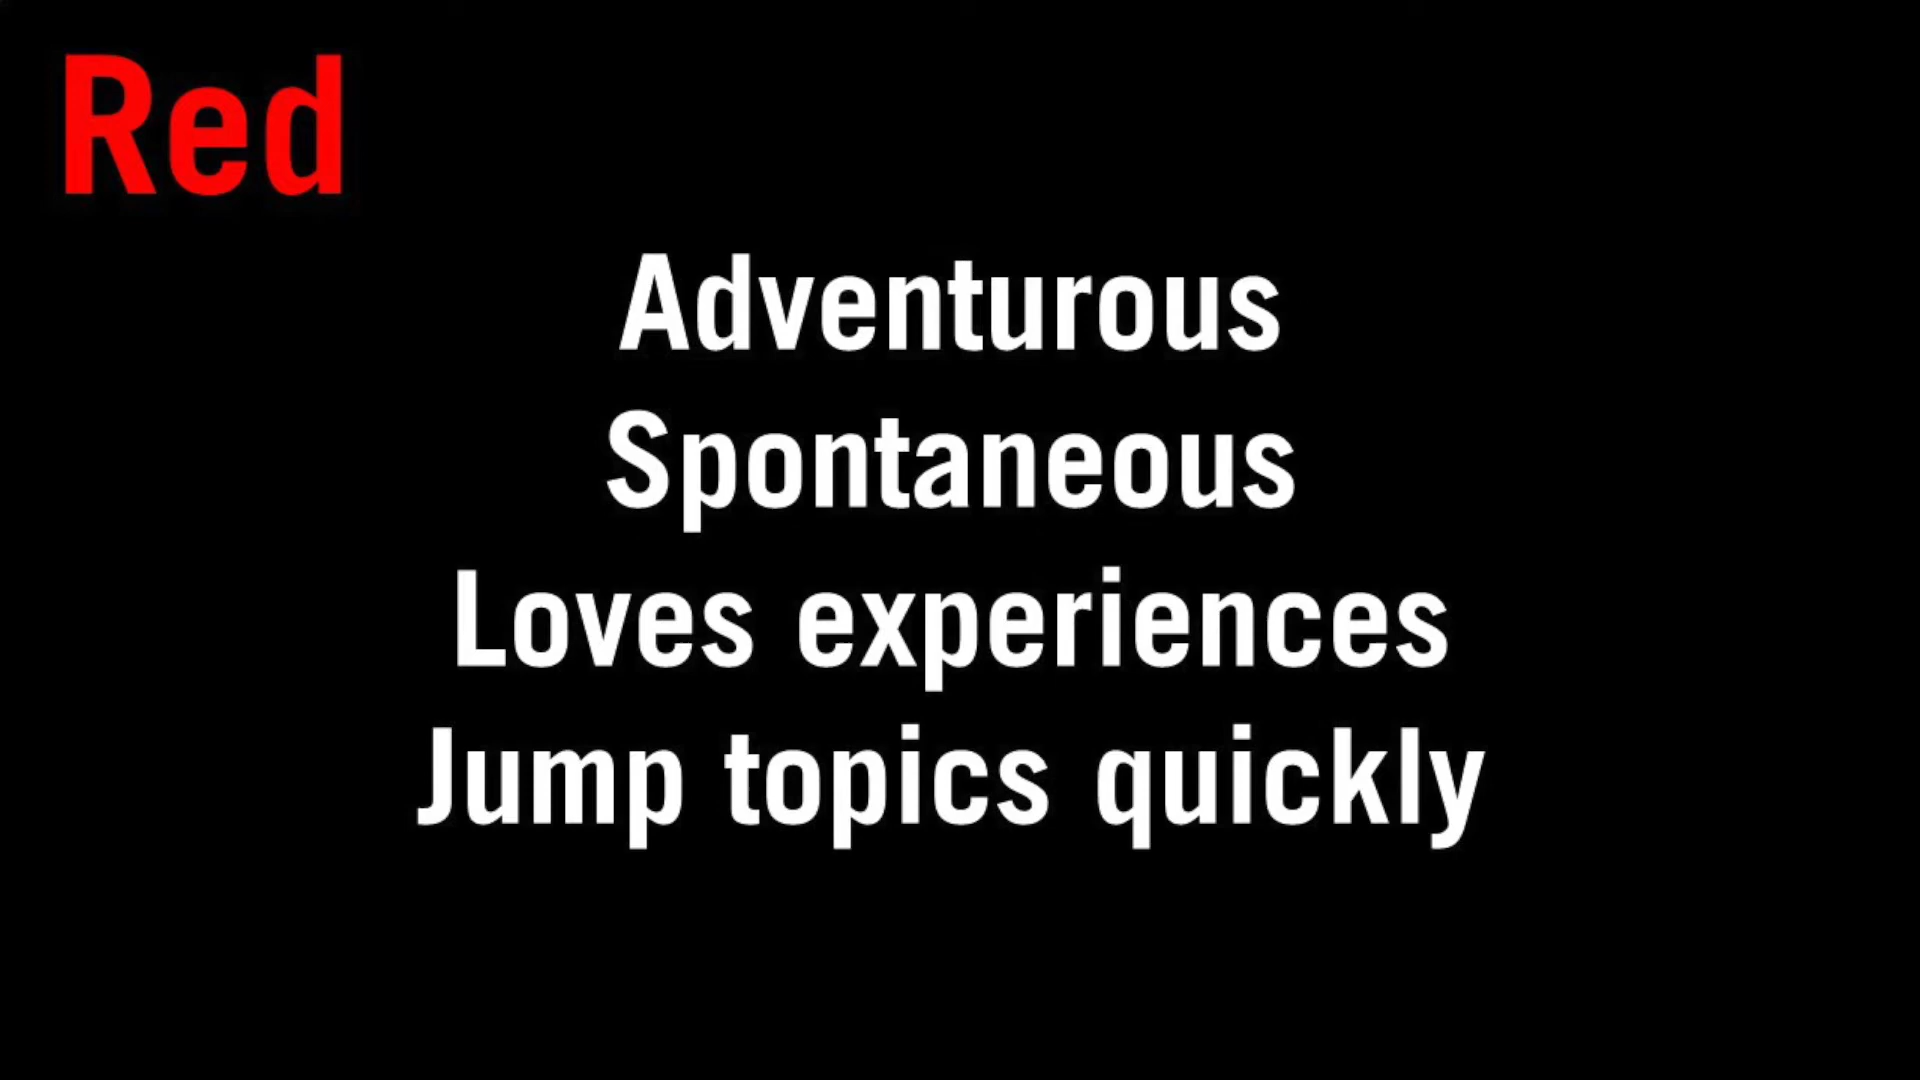 Red
Adventurous
Spontaneous
Loves experiences
Jump topics quickly